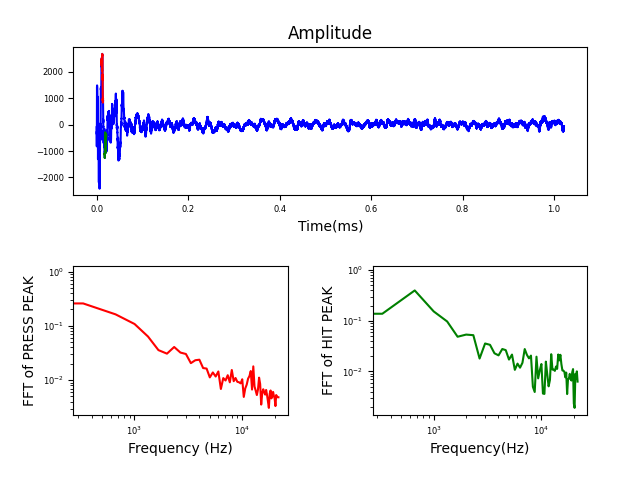 Amplitude
2000
1000
0
−1000
−2000
0.0 0.2 0.4 0.6 0.8 1.0
Time(ms)
FFT of PRESS PEAK
10⁰
10⁻¹
10⁻²
10³ 10⁴
Frequency (Hz)
FFT of HIT PEAK
10⁰
10⁻¹
10⁻²
10³ 10⁴
Frequency(Hz)